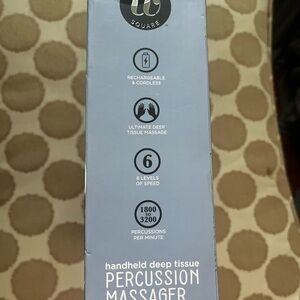 SQUARE
RECHARGEABLE
& CORDLESS
ULTIMATE DEEP
TISSUE MASSAGE
6
6 LEVELS
OF SPEED
1800
TO
3200
PERCUSSIONS
PER MINUTE
handheld deep tissue
PERCUSSION
MASSAGER